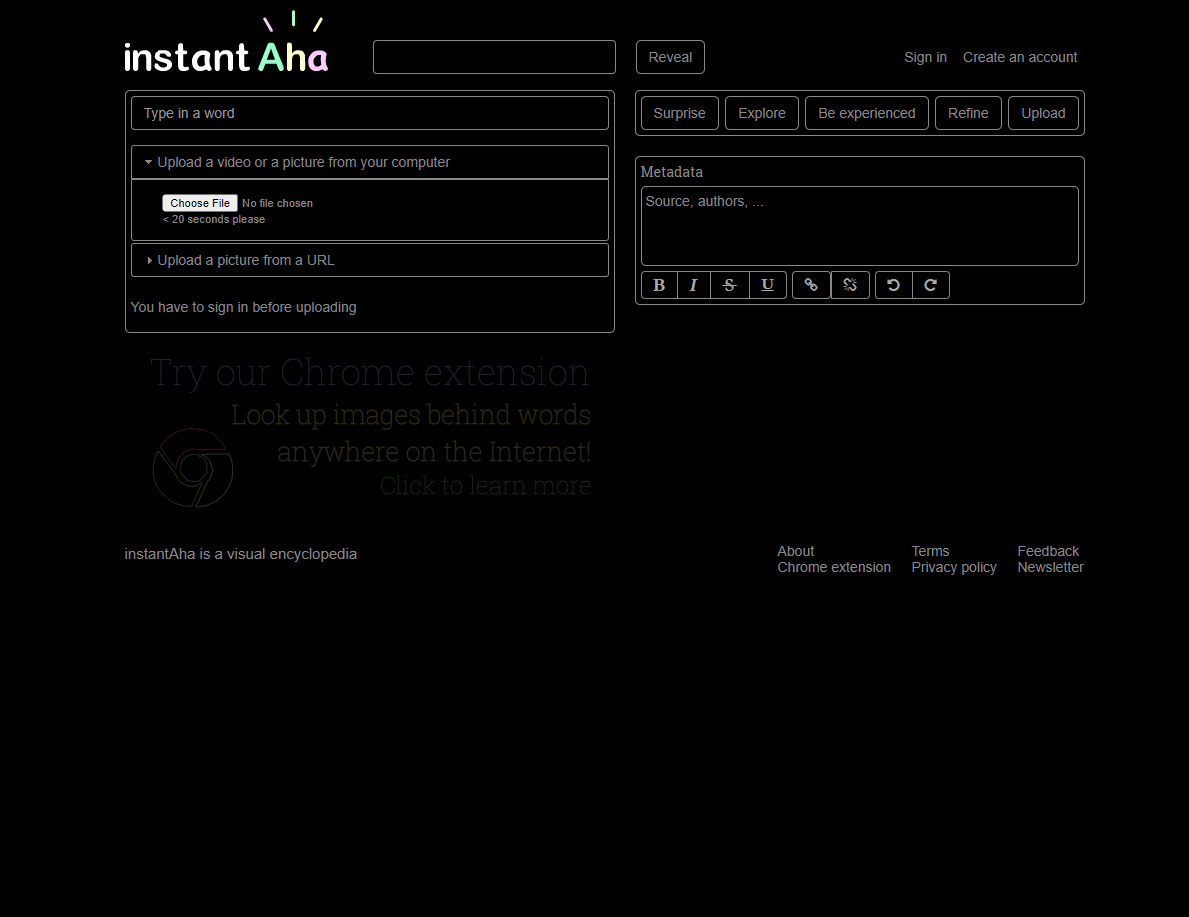 instant Aha
Reveal
Sign in
Create an account
Type in a word
Surprise
Explore
Be experienced
Refine
Upload
Upload a video or a picture from your computer
Choose File No file chosen
< 20 seconds please
Upload a picture from a URL
You have to sign in before uploading
Metadata
Source, authors, ...
B I S U
Try our Chrome extension
Look up images behind words
anywhere on the Internet!
Click to learn more
instantAha is a visual encyclopedia
About
Chrome extension
Terms
Privacy policy
Feedback
Newsletter